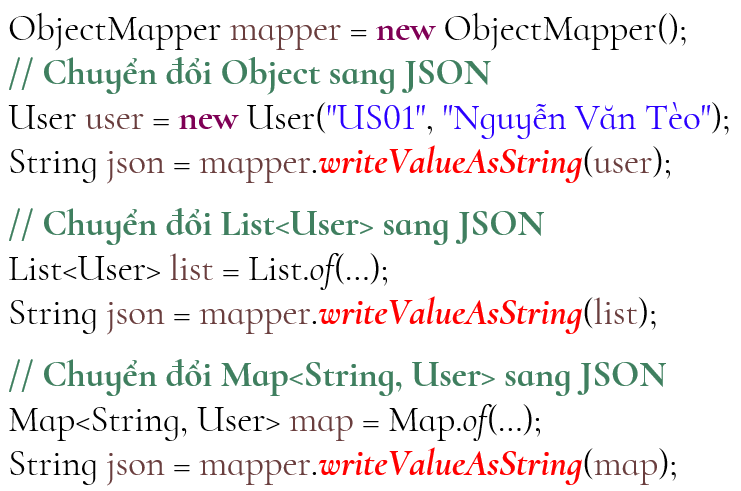 ObjectMapper mapper = new ObjectMapper();
// Chuyển đổi Object sang JSON
User user = new User("US01", "Nguyễn Văn Tèo");
String json = mapper.writeValueAsString(user);
// Chuyển đổi List<User> sang JSON
List<User> list = List.of(...);
String json = mapper.writeValueAsString(list);
// Chuyển đổi Map<String, User> sang JSON
Map<String, User> map = Map.of(...);
String json = mapper.writeValueAsString(map);